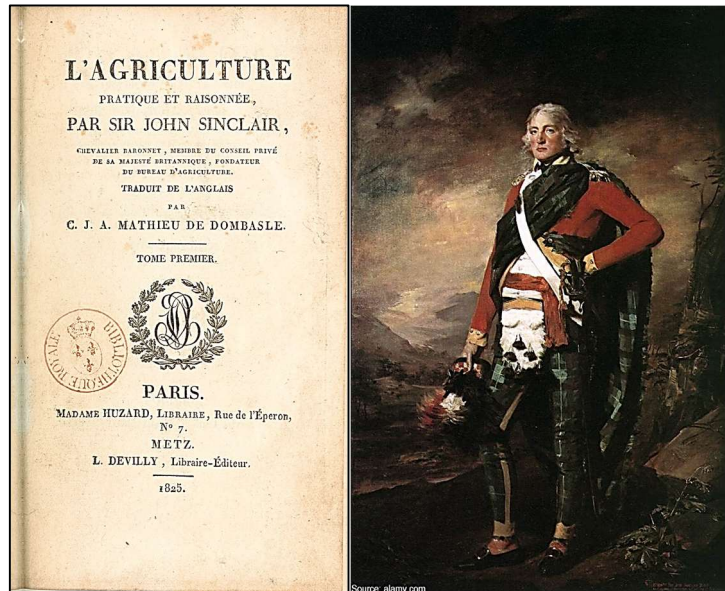 L'AGRICULTURE
PRATIQUE ET RAISONNÉE,
PAR SIR JOHN SINCLAIR,
CHEVALIER BARONNET, MEMBRE DU CONSEIL PRIVÉ
DE SA MAJESTÉ BRITANNIQUE, FONDATEUR
DU BUREAU D'AGRICULTURE.
TRADUIT DE L'ANGLAIS
PAR
C. J. A. MATHIEU DE DOMBASLE.
TOME PREMIER.
BIBLIOTHEQUE ROYALE
PARIS.
MADAME HUZARD, LIBRAIRE, Rue de l'Éperon,
Nº 7.
METZ.
L. DEVILLY, Libraire-Éditeur.
1825.
Source: alamy.com